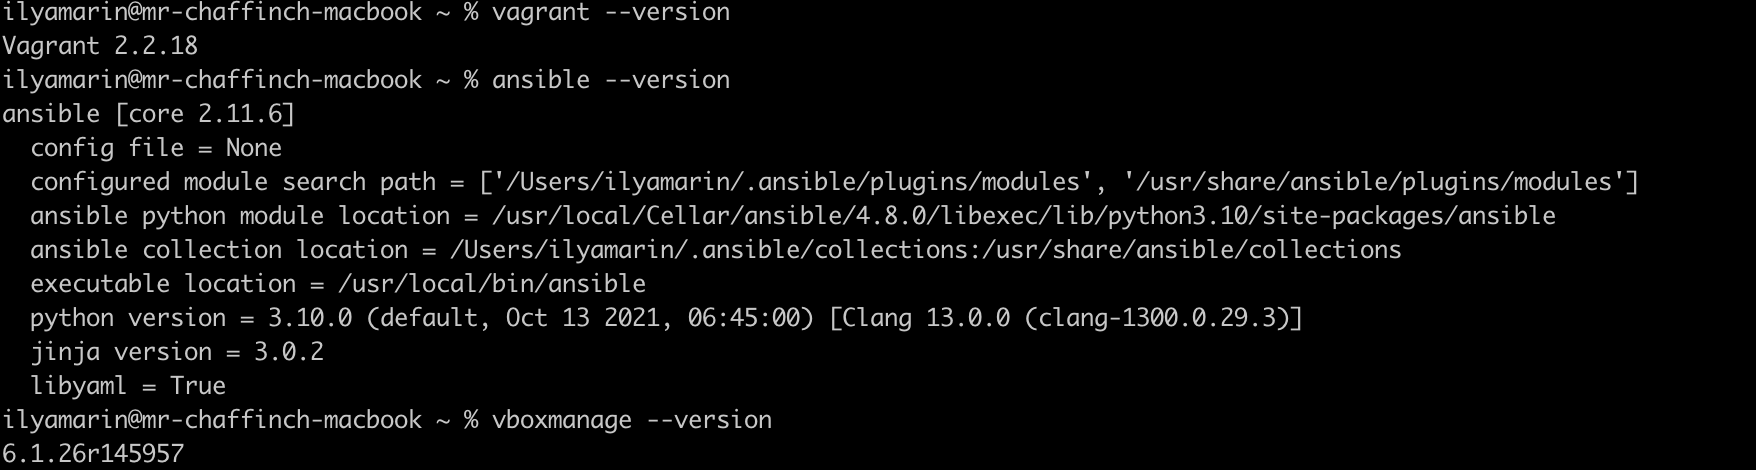 ilyamarin@mr-chaffinch-macbook ~ % vagrant --version
Vagrant 2.2.18
ilyamarin@mr-chaffinch-macbook ~ % ansible --version
ansible [core 2.11.6]
  config file = None
  configured module search path = ['/Users/ilyamarin/.ansible/plugins/modules', '/usr/share/ansible/plugins/modules']
  ansible python module location = /usr/local/Cellar/ansible/4.8.0/libexec/lib/python3.10/site-packages/ansible
  ansible collection location = /Users/ilyamarin/.ansible/collections:/usr/share/ansible/collections
  executable location = /usr/local/bin/ansible
  python version = 3.10.0 (default, Oct 13 2021, 06:45:00) [Clang 13.0.0 (clang-1300.0.29.3)]
  jinja version = 3.0.2
  libyaml = True
ilyamarin@mr-chaffinch-macbook ~ % vboxmanage --version
6.1.26r145957